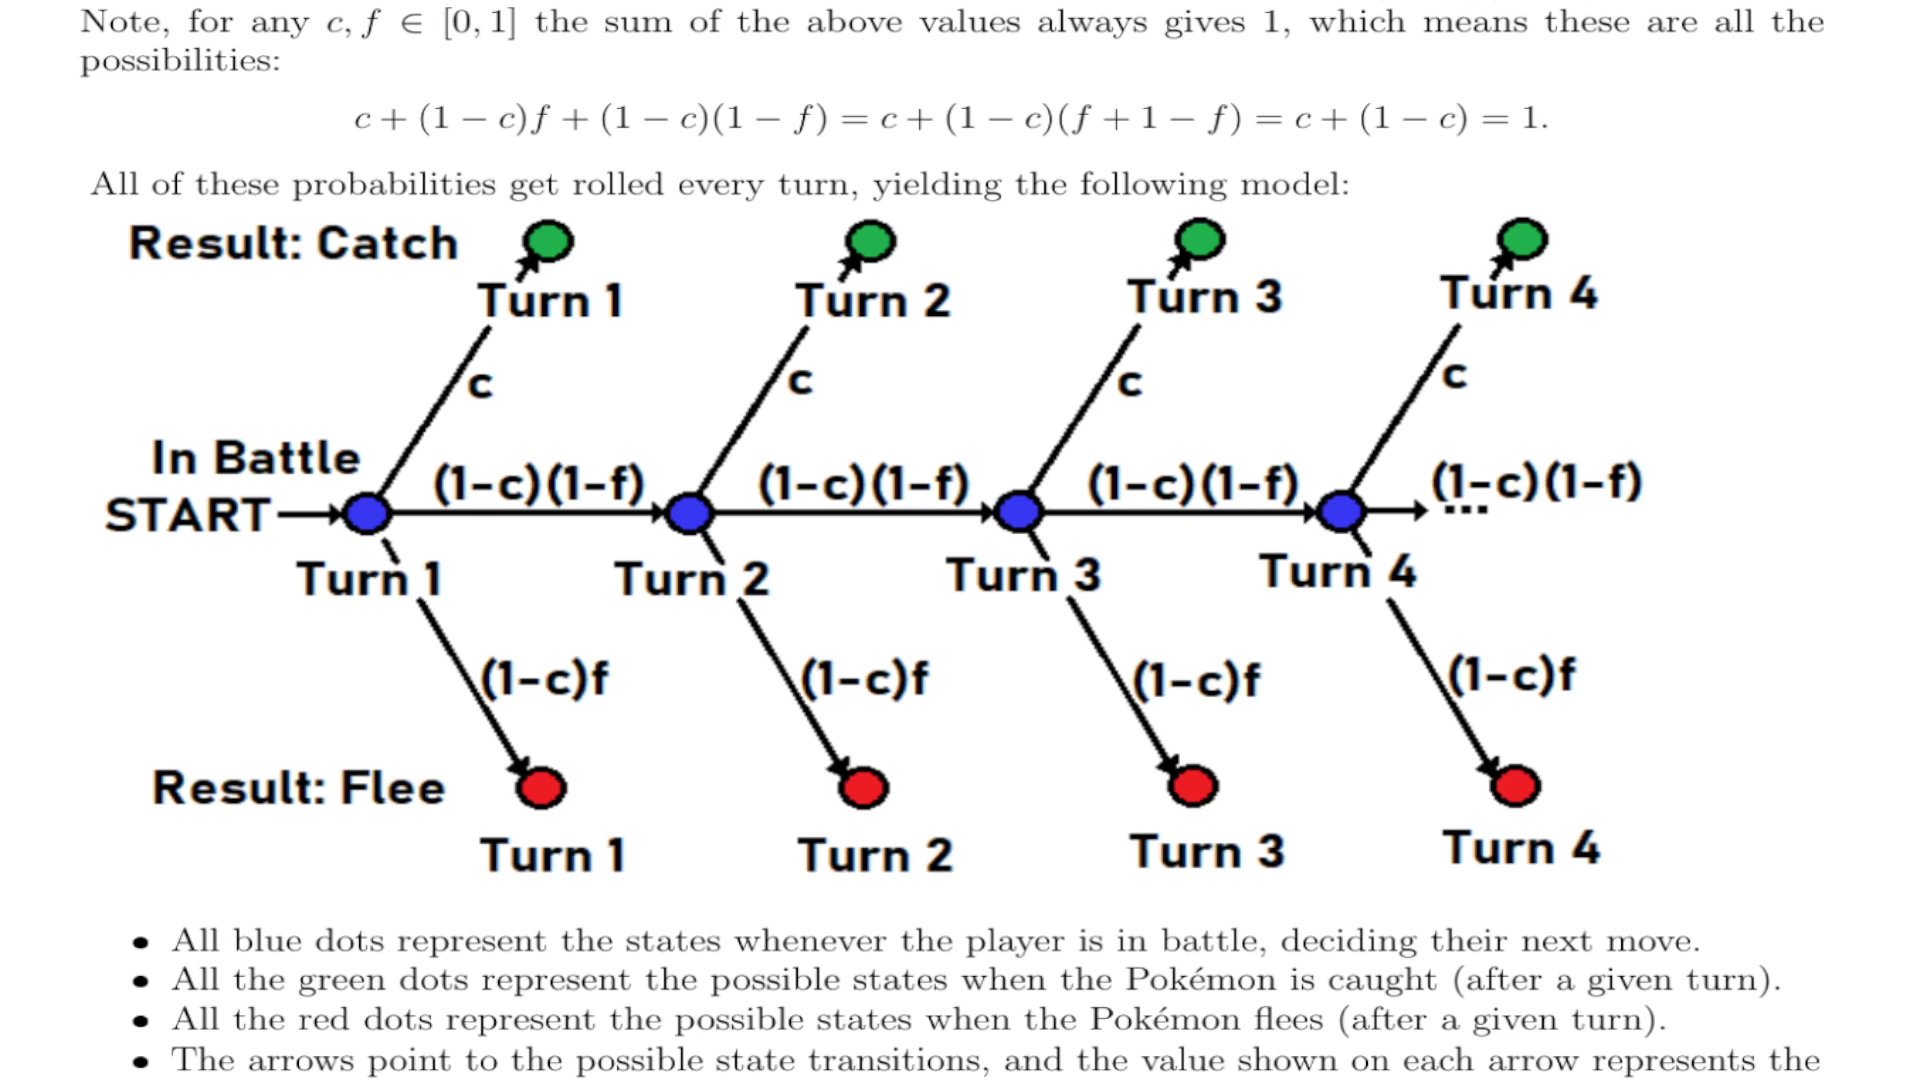 Note, for any c, f ∈ [0, 1] the sum of the above values always gives 1, which means these are all the
possibilities:
c + (1 − c)f + (1 − c)(1 − f) = c + (1 − c)(f + 1 − f) = c + (1 − c) = 1.
All of these probabilities get rolled every turn, yielding the following model:
Result: Catch
Turn 1 Turn 2 Turn 3 Turn 4
c c c c
In Battle
(1-c)(1-f) (1-c)(1-f) (1-c)(1-f) (1-c)(1-f)
START ...
Turn 1 Turn 2 Turn 3 Turn 4
(1-c)f (1-c)f (1-c)f (1-c)f
Result: Flee
Turn 1 Turn 2 Turn 3 Turn 4
• All blue dots represent the states whenever the player is in battle, deciding their next move.
• All the green dots represent the possible states when the Pokémon is caught (after a given turn).
• All the red dots represent the possible states when the Pokémon flees (after a given turn).
• The arrows point to the possible state transitions, and the value shown on each arrow represents the